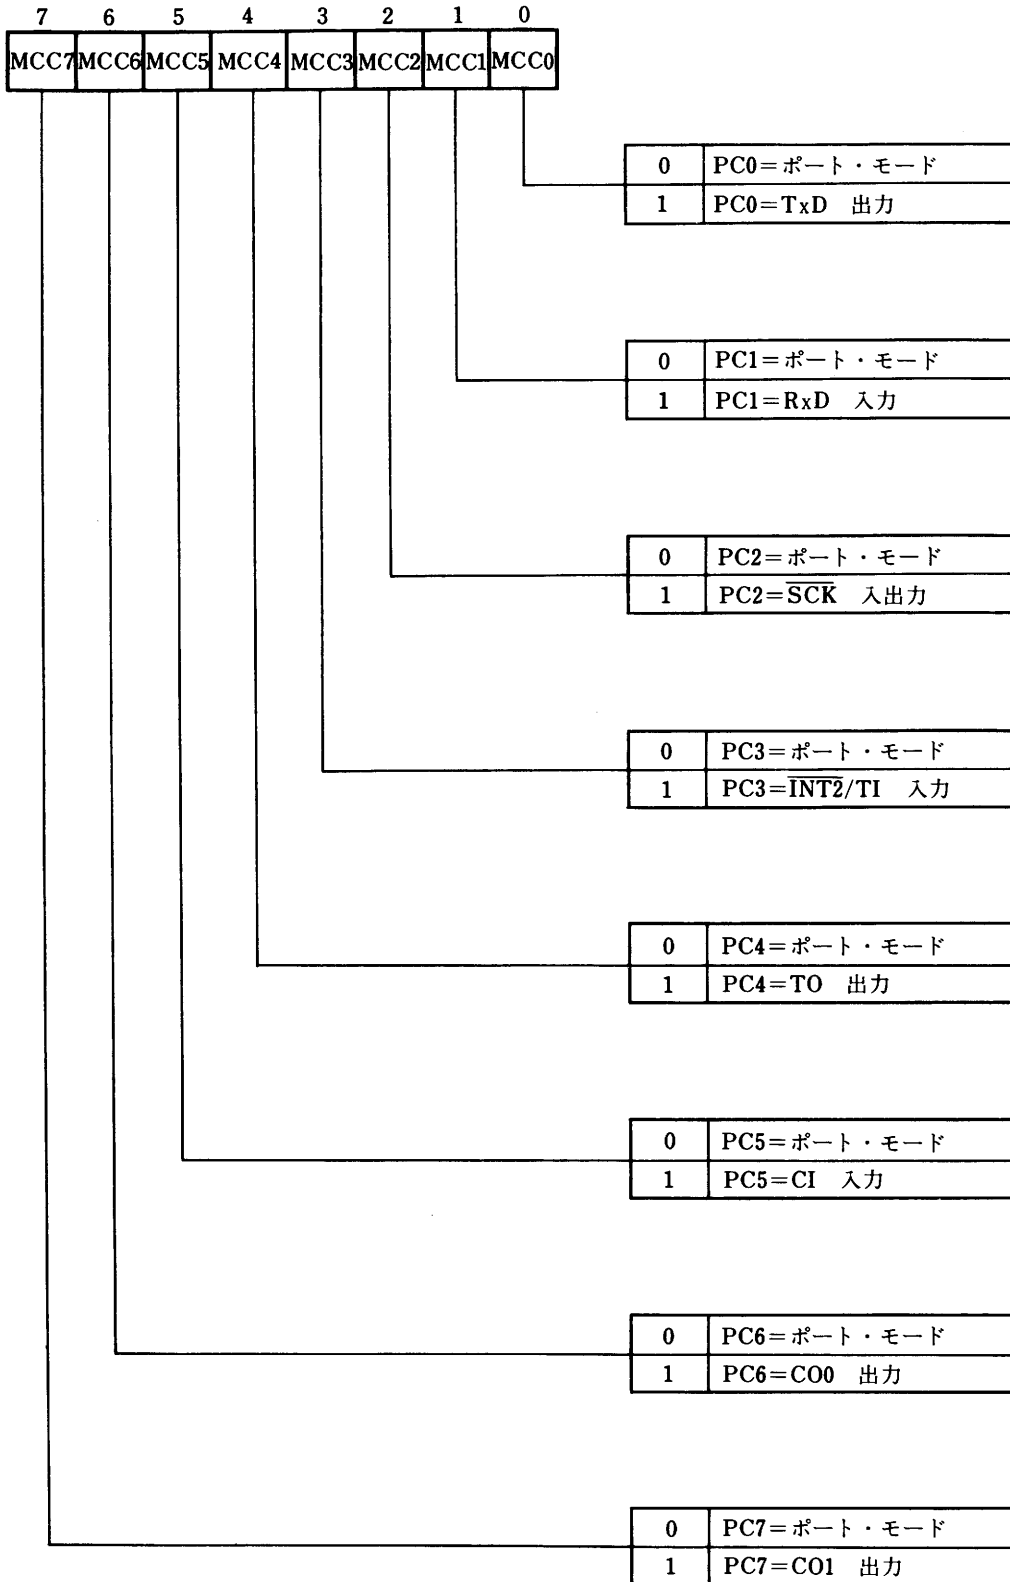 7 6 5 4 3 2 1 0
MCC7 MCC6 MCC5 MCC4 MCC3 MCC2 MCC1 MCC0
0 PC0=ポート・モード
1 PC0=TxD 出力
0 PC1=ポート・モード
1 PC1=RxD 入力
0 PC2=ポート・モード
1 PC2=S̅C̅K̅ 入出力
0 PC3=ポート・モード
1 PC3=I̅N̅T̅2̅/TI 入力
0 PC4=ポート・モード
1 PC4=TO 出力
0 PC5=ポート・モード
1 PC5=CI 入力
0 PC6=ポート・モード
1 PC6=CO0 出力
0 PC7=ポート・モード
1 PC7=CO1 出力